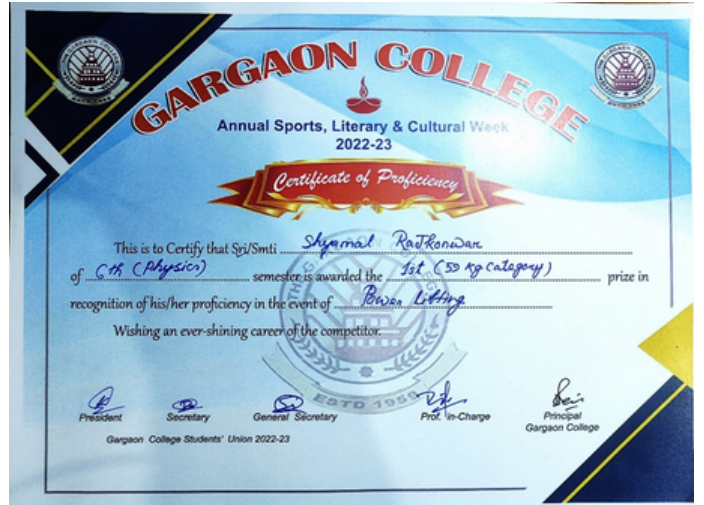 GARGAON COLLEGE
Annual Sports, Literary & Cultural Week
2022-23
Certificate of Proficiency
This is to Certify that Sri/Smti Shyamal Rajkonwar
of 6th (Physics) semester is awarded the 1st (59 Kg Category) prize in
recognition of his/her proficiency in the event of Power Lifting
Wishing an ever-shining career of the competitor.
ESTD 1959
President Secretary General Secretary Prof. in-Charge Principal
Gargaon College Students' Union 2022-23 Gargaon College